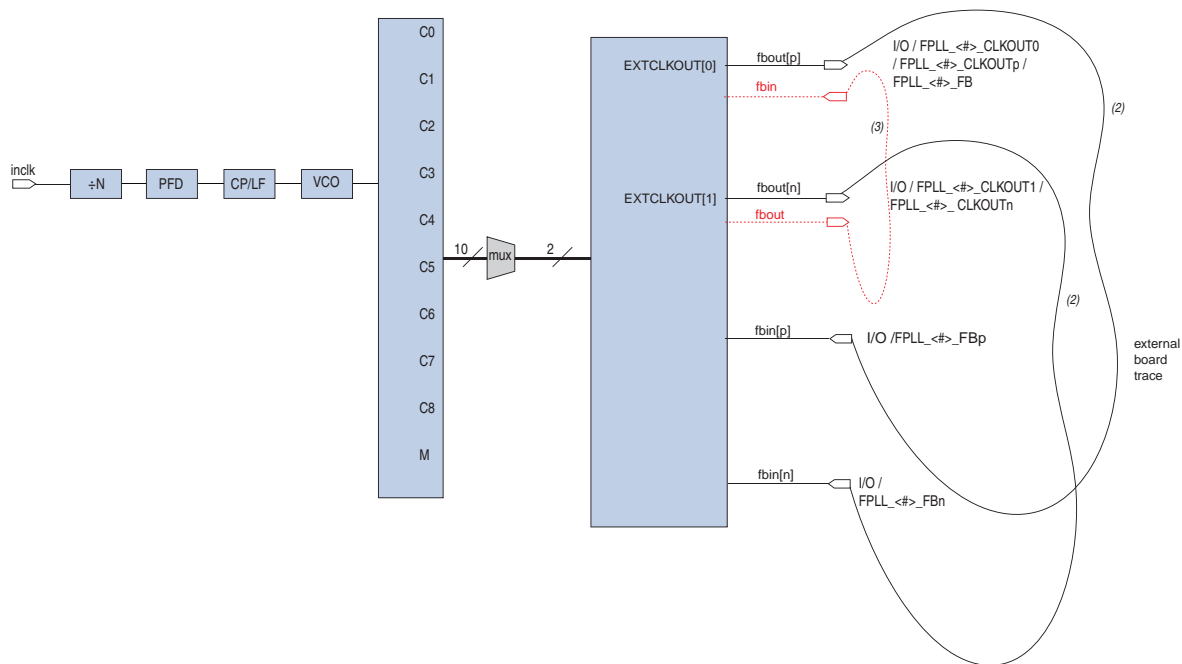 inclk
÷N
PFD
CP/LF
VCO
C0
C1
C2
C3
C4
C5
C6
C7
C8
M
10
mux
2
EXTCLKOUT[0]
EXTCLKOUT[1]
fbout[p]
I/O / FPLL_<#>_CLKOUT0
/ FPLL_<#>_CLKOUTp /
FPLL_<#>_FB
fbin
(3)
(2)
fbout[n]
I/O / FPLL_<#>_CLKOUT1 /
FPLL_<#>_ CLKOUTn
fbout
(2)
fbin[p]
I/O /FPLL_<#>_FBp
external
board
trace
fbin[n]
I/O /
FPLL_<#>_FBn